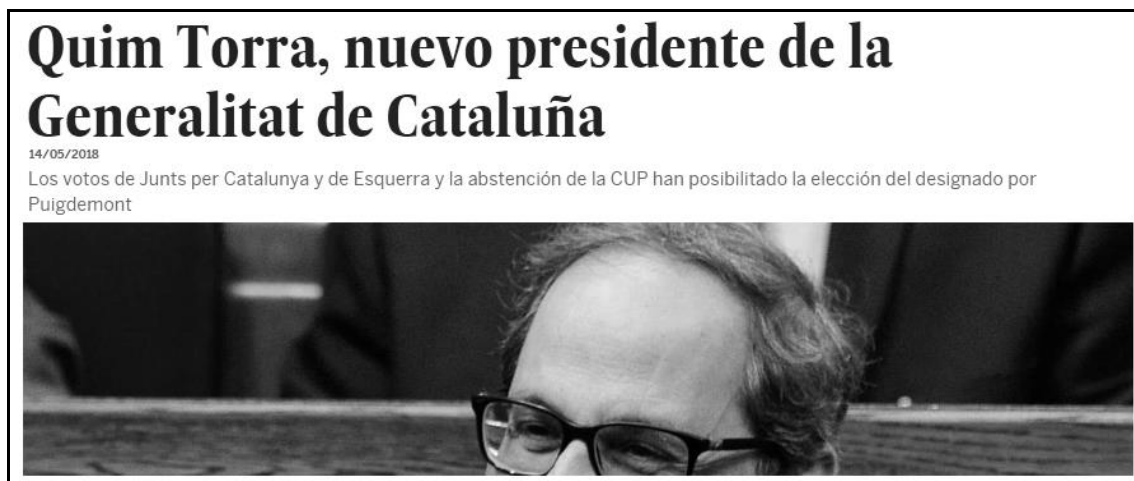 Quim Torra, nuevo presidente de la
Generalitat de Cataluña
14/05/2018
Los votos de Junts per Catalunya y de Esquerra y la abstención de la CUP han posibilitado la elección del designado por
Puigdemont